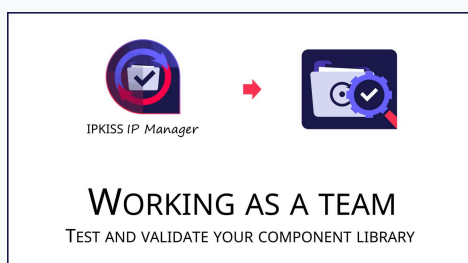 IPKISS IP Manager
WORKING AS A TEAM
TEST AND VALIDATE YOUR COMPONENT LIBRARY